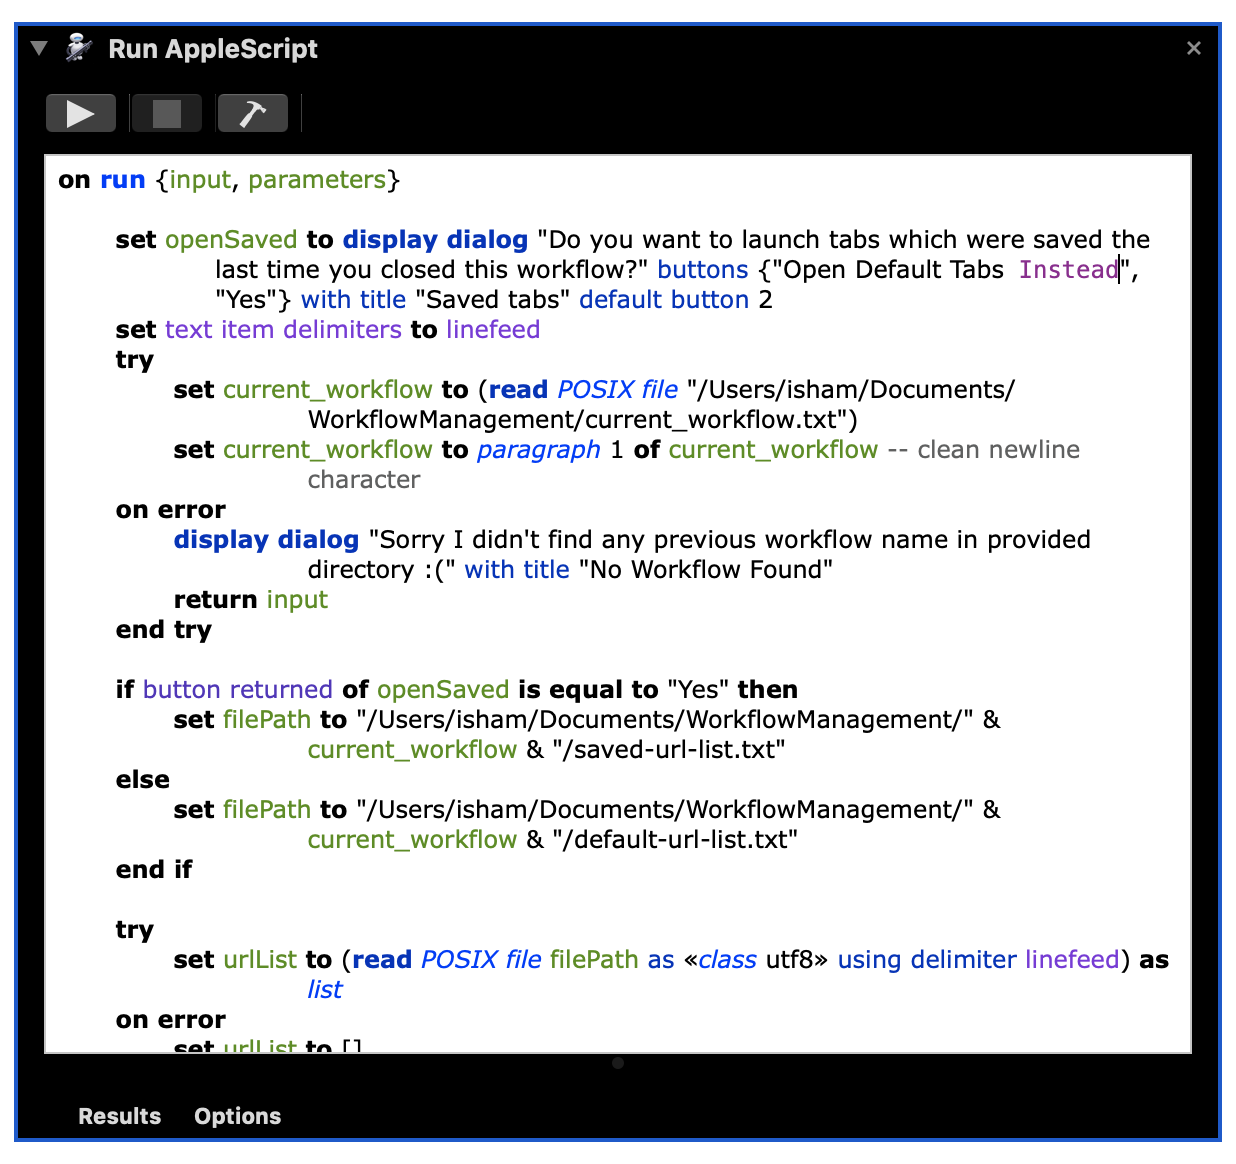 Run AppleScript
on run {input, parameters}
set openSaved to display dialog "Do you want to launch tabs which were saved the
last time you closed this workflow?" buttons {"Open Default Tabs Instead",
"Yes"} with title "Saved tabs" default button 2
set text item delimiters to linefeed
try
set current_workflow to (read POSIX file "/Users/isham/Documents/
WorkflowManagement/current_workflow.txt")
set current_workflow to paragraph 1 of current_workflow -- clean newline
character
on error
display dialog "Sorry I didn't find any previous workflow name in provided
directory :(" with title "No Workflow Found"
return input
end try
if button returned of openSaved is equal to "Yes" then
set filePath to "/Users/isham/Documents/WorkflowManagement/" &
current_workflow & "/saved-url-list.txt"
else
set filePath to "/Users/isham/Documents/WorkflowManagement/" &
current_workflow & "/default-url-list.txt"
end if
try
set urlList to (read POSIX file filePath as «class utf8» using delimiter linefeed) as
list
on error
set urlList to []
Results Options